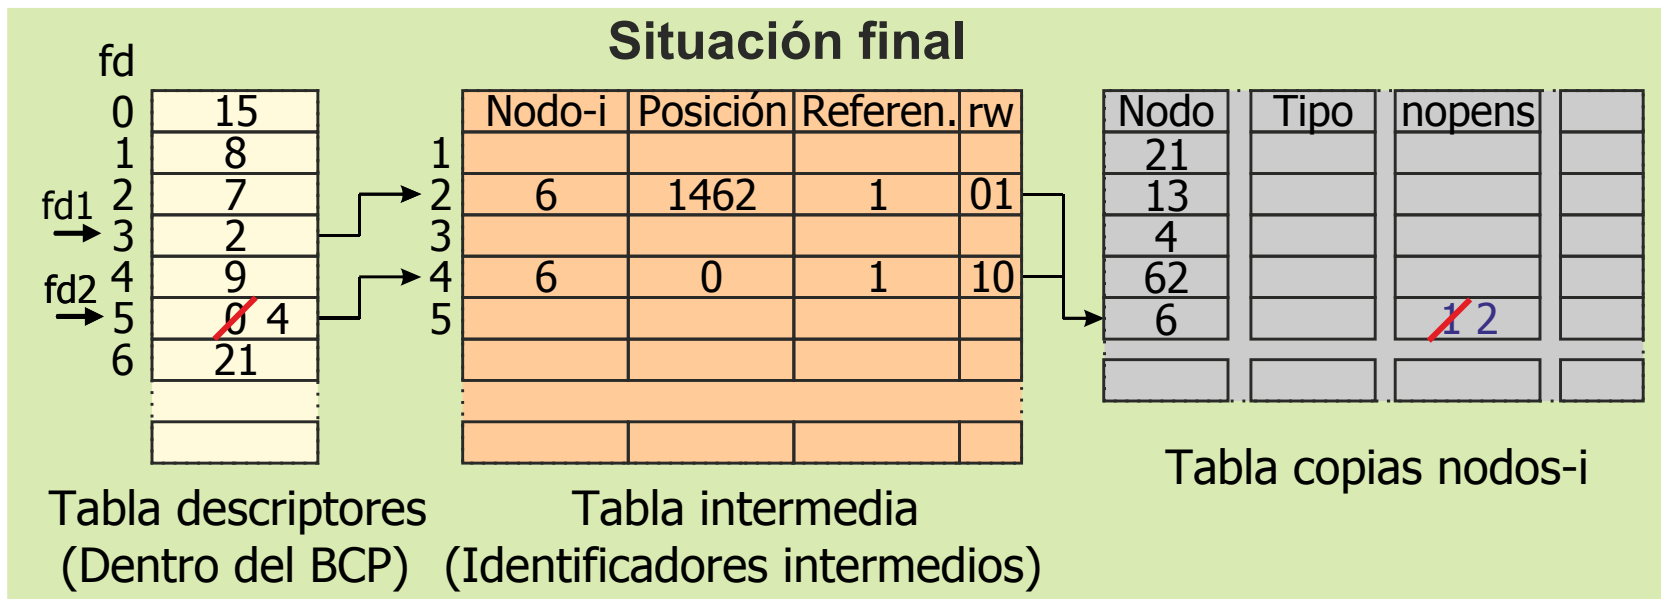 Situación final
fd
0 15
1 8
fd1 2 7
3 2
4 9
fd2 5 0 4
6 21
Tabla descriptores
(Dentro del BCP)
Nodo-i Posición Referen. rw
1
2 6 1462 1 01
3
4 6 0 1 10
5
Tabla intermedia
(Identificadores intermedios)
Nodo Tipo nopens
21
13
4
62
6 1 2
Tabla copias nodos-i